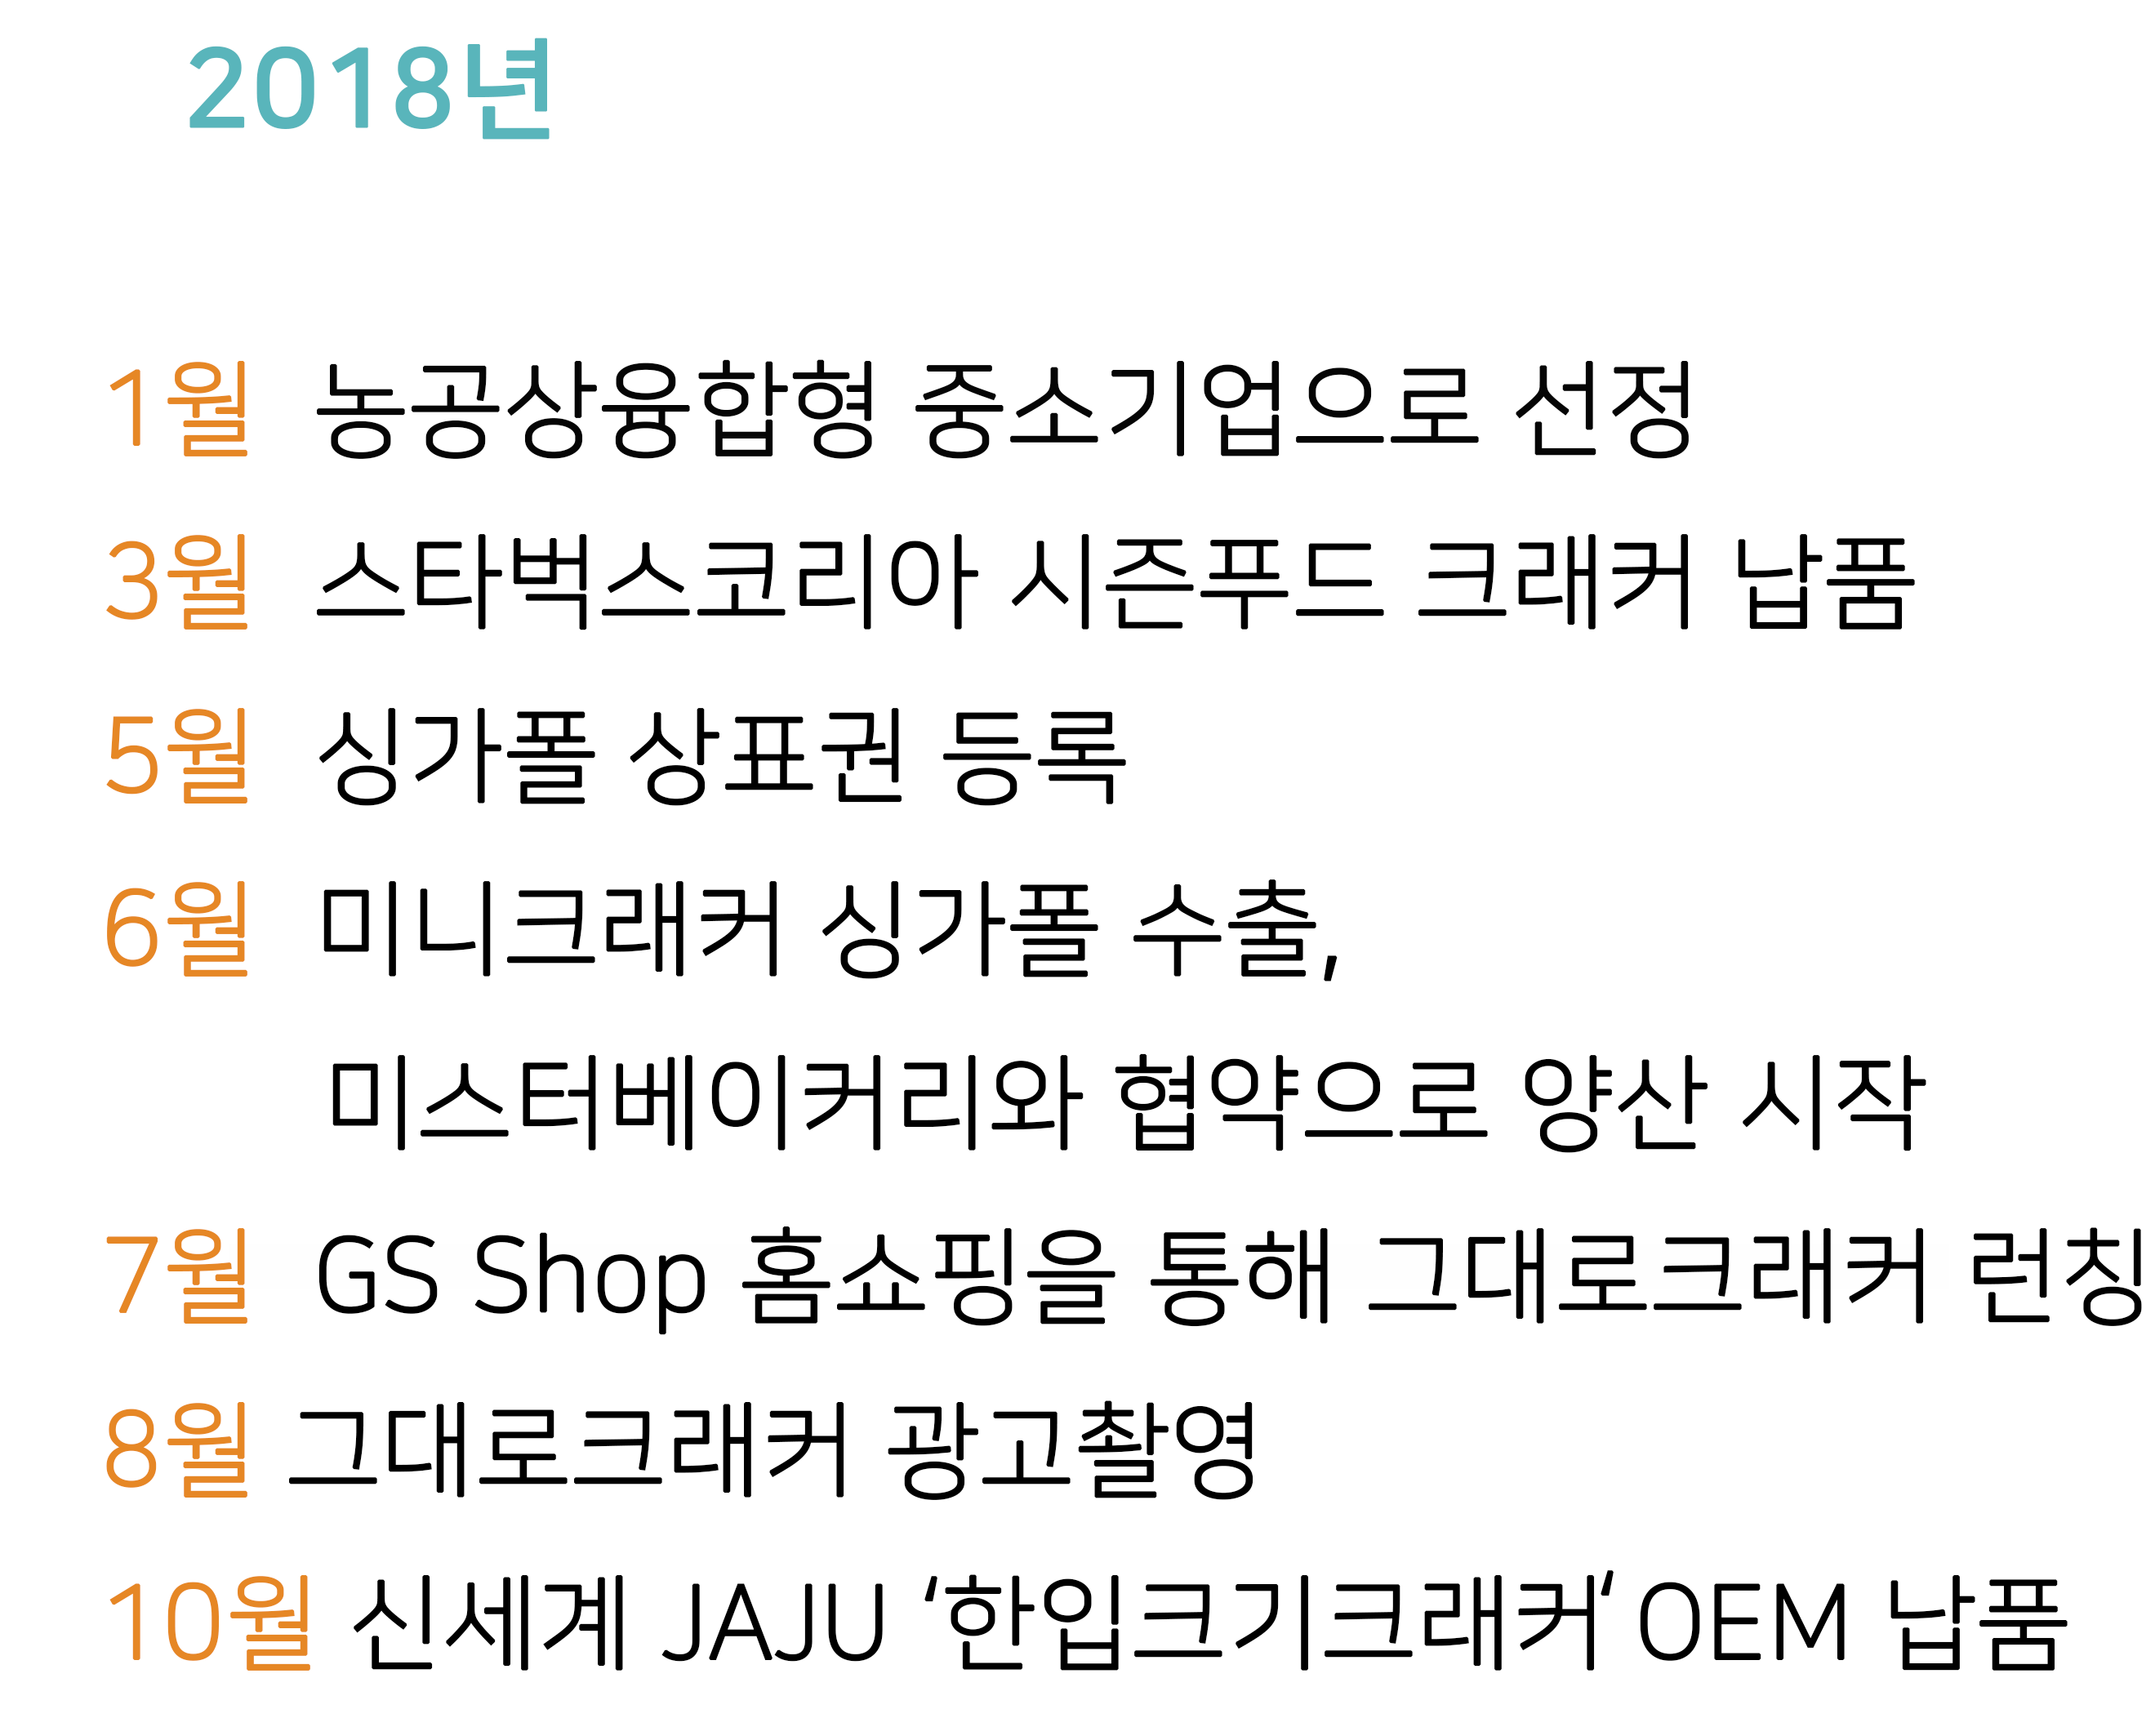 2018년
1월 농공상융합형 중소기업으로 선정
3월 스타벅스코리아 시즌푸드 크래커 납품
5월 싱가폴 상표권 등록
6월 미니크래커 싱가폴 수출,
미스터베이커리와 협약으로 양산 시작
7월 GS Shop 홈쇼핑을 통해 그대로크래커 런칭
8월 그대로크래커 광고촬영
10월 신세계 JAJU ‘한입크기크래커’ OEM 납품